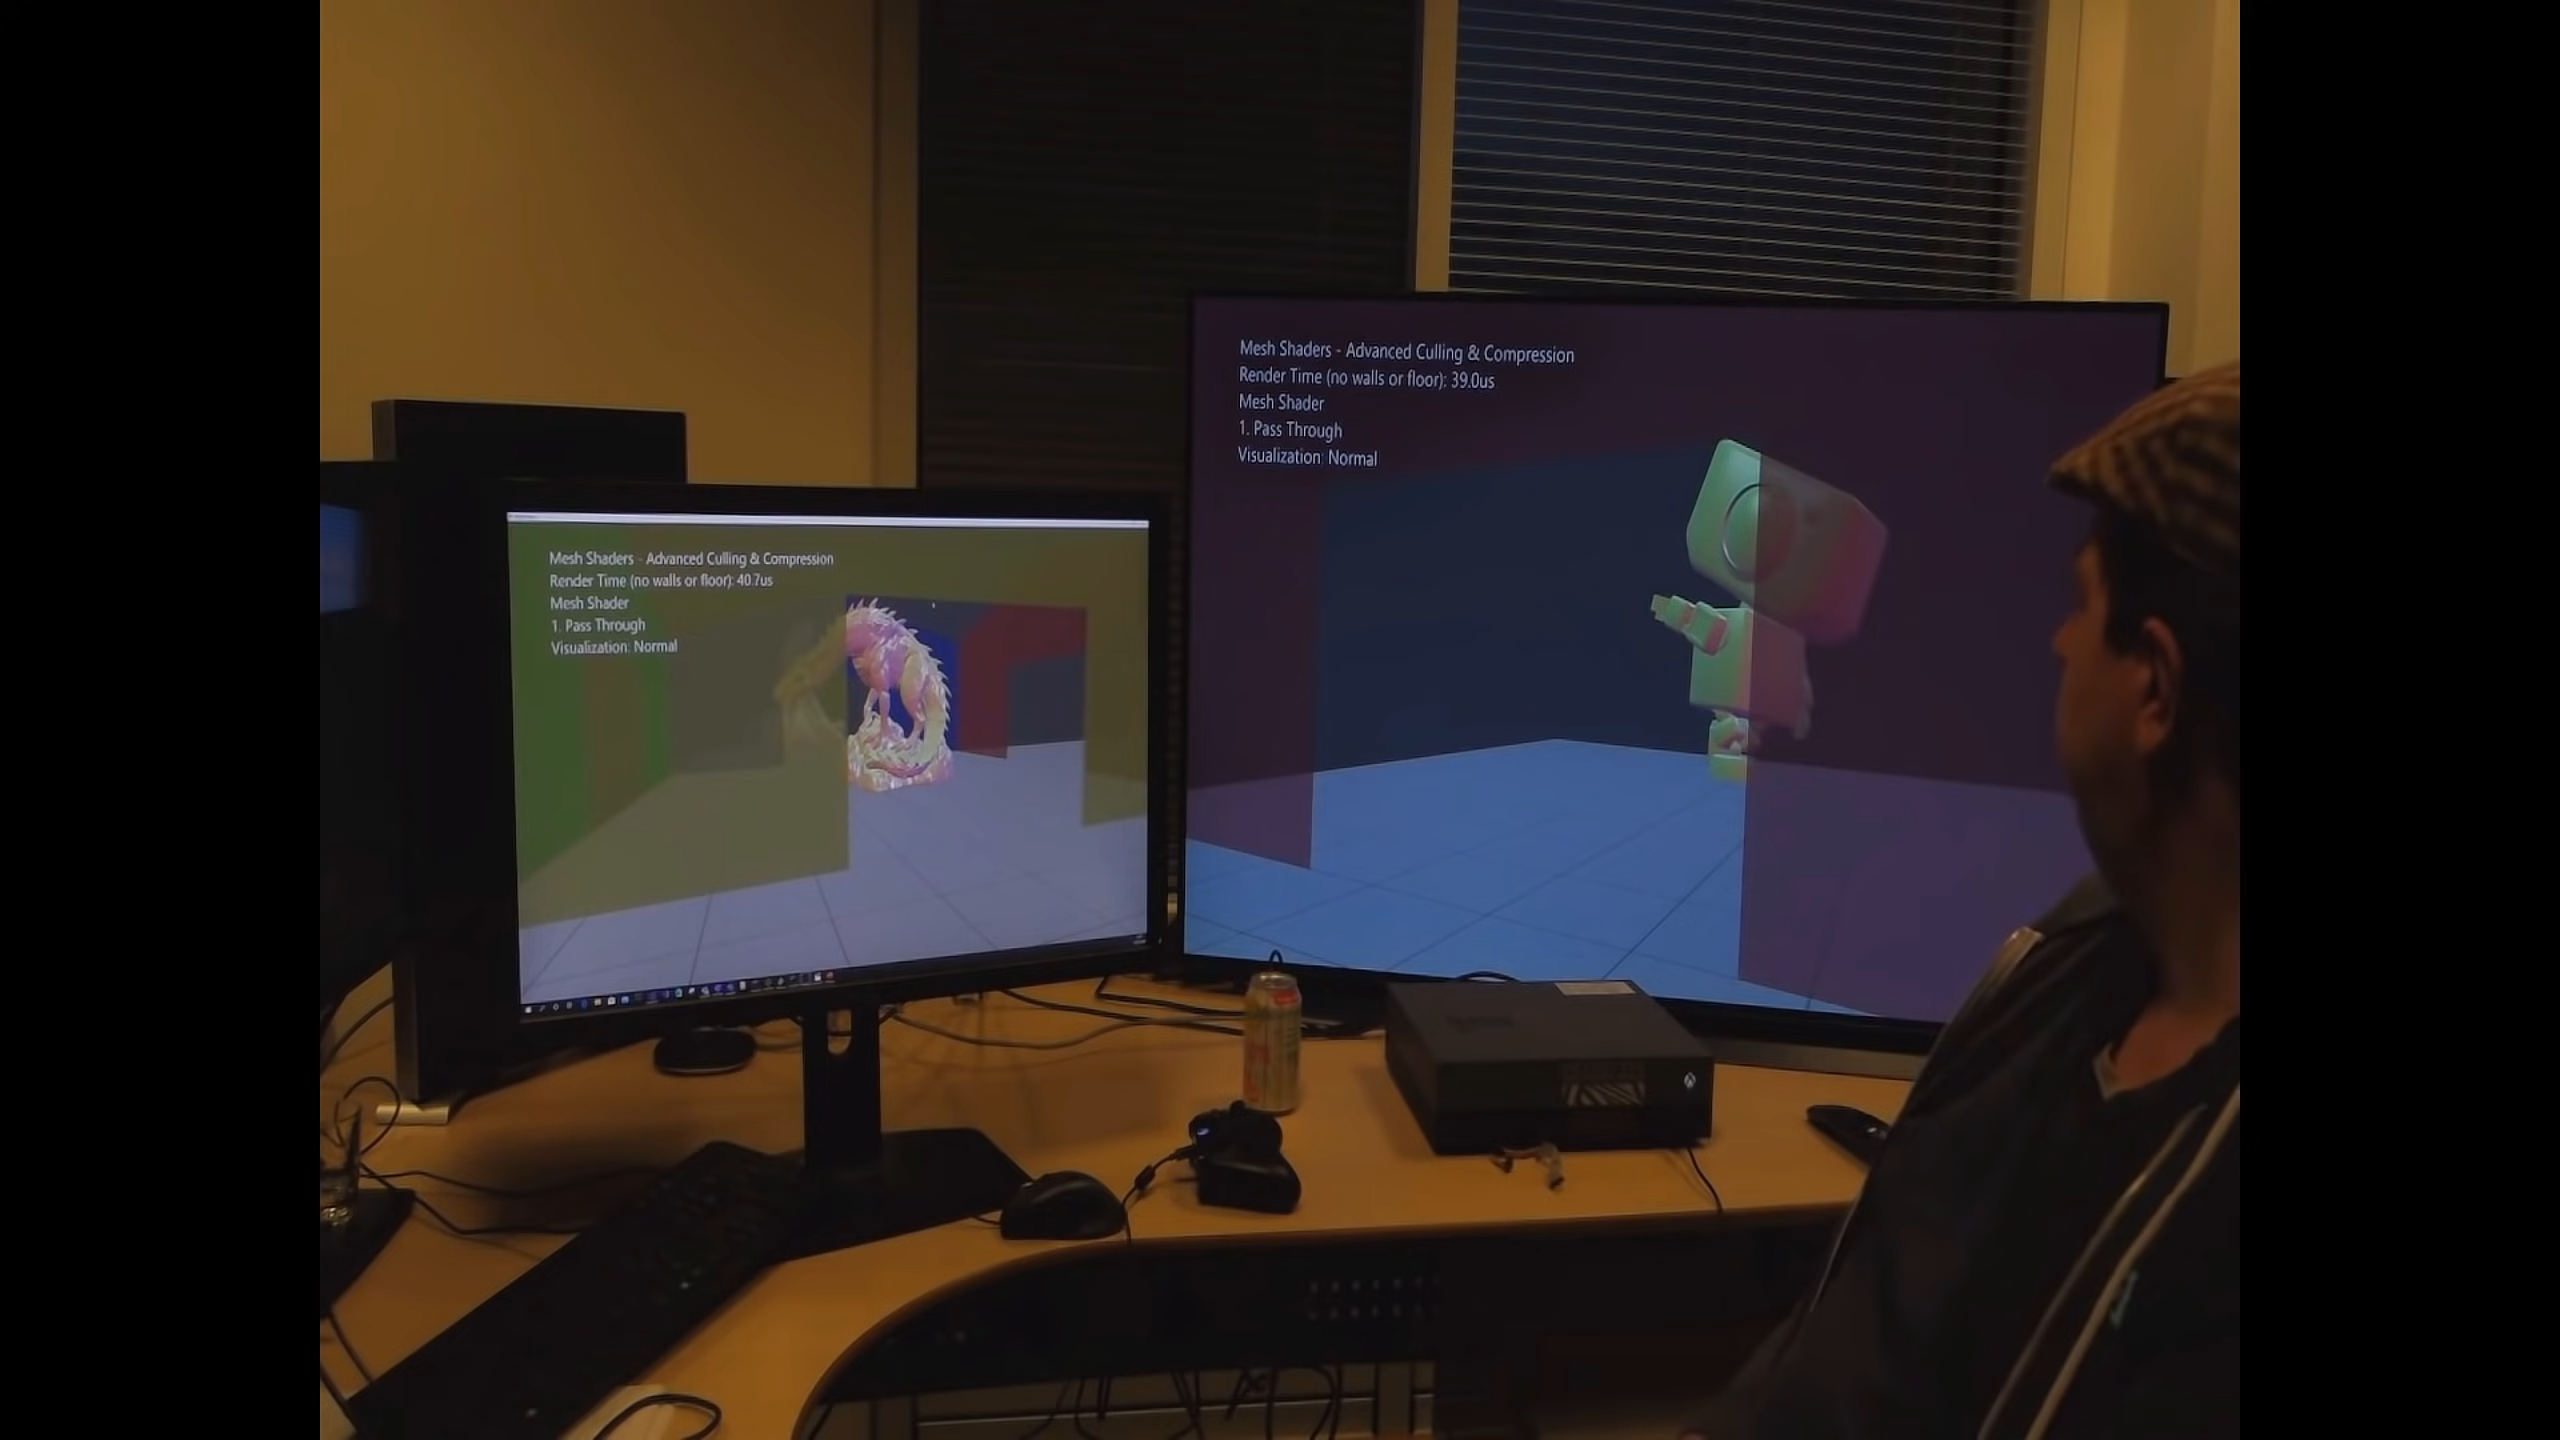 Mesh Shaders - Advanced Culling & Compression
Render Time (no walls or floor): 40.7us
Mesh Shader
1. Pass Through
Visualization: Normal
Mesh Shaders - Advanced Culling & Compression
Render Time (no walls or floor): 39.0us
Mesh Shader
1. Pass Through
Visualization: Normal